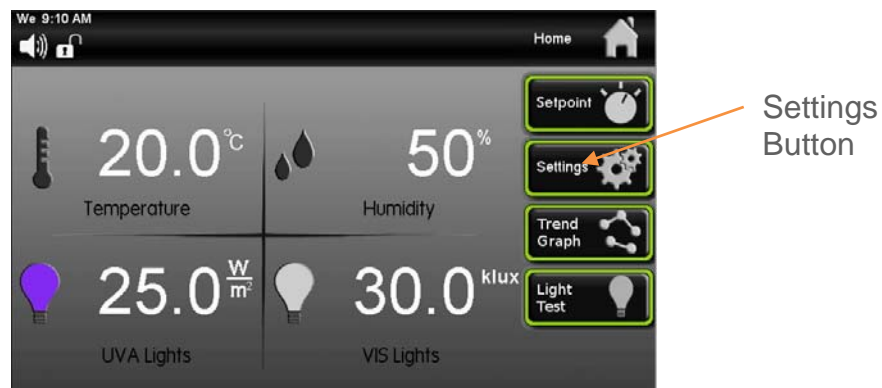 We 9:10 AM
Home
Setpoint
Settings
Trend
Graph
Light
Test
20.0°C
Temperature
50%
Humidity
25.0 W/m²
UVA Lights
30.0 klux
VIS Lights
Settings
Button